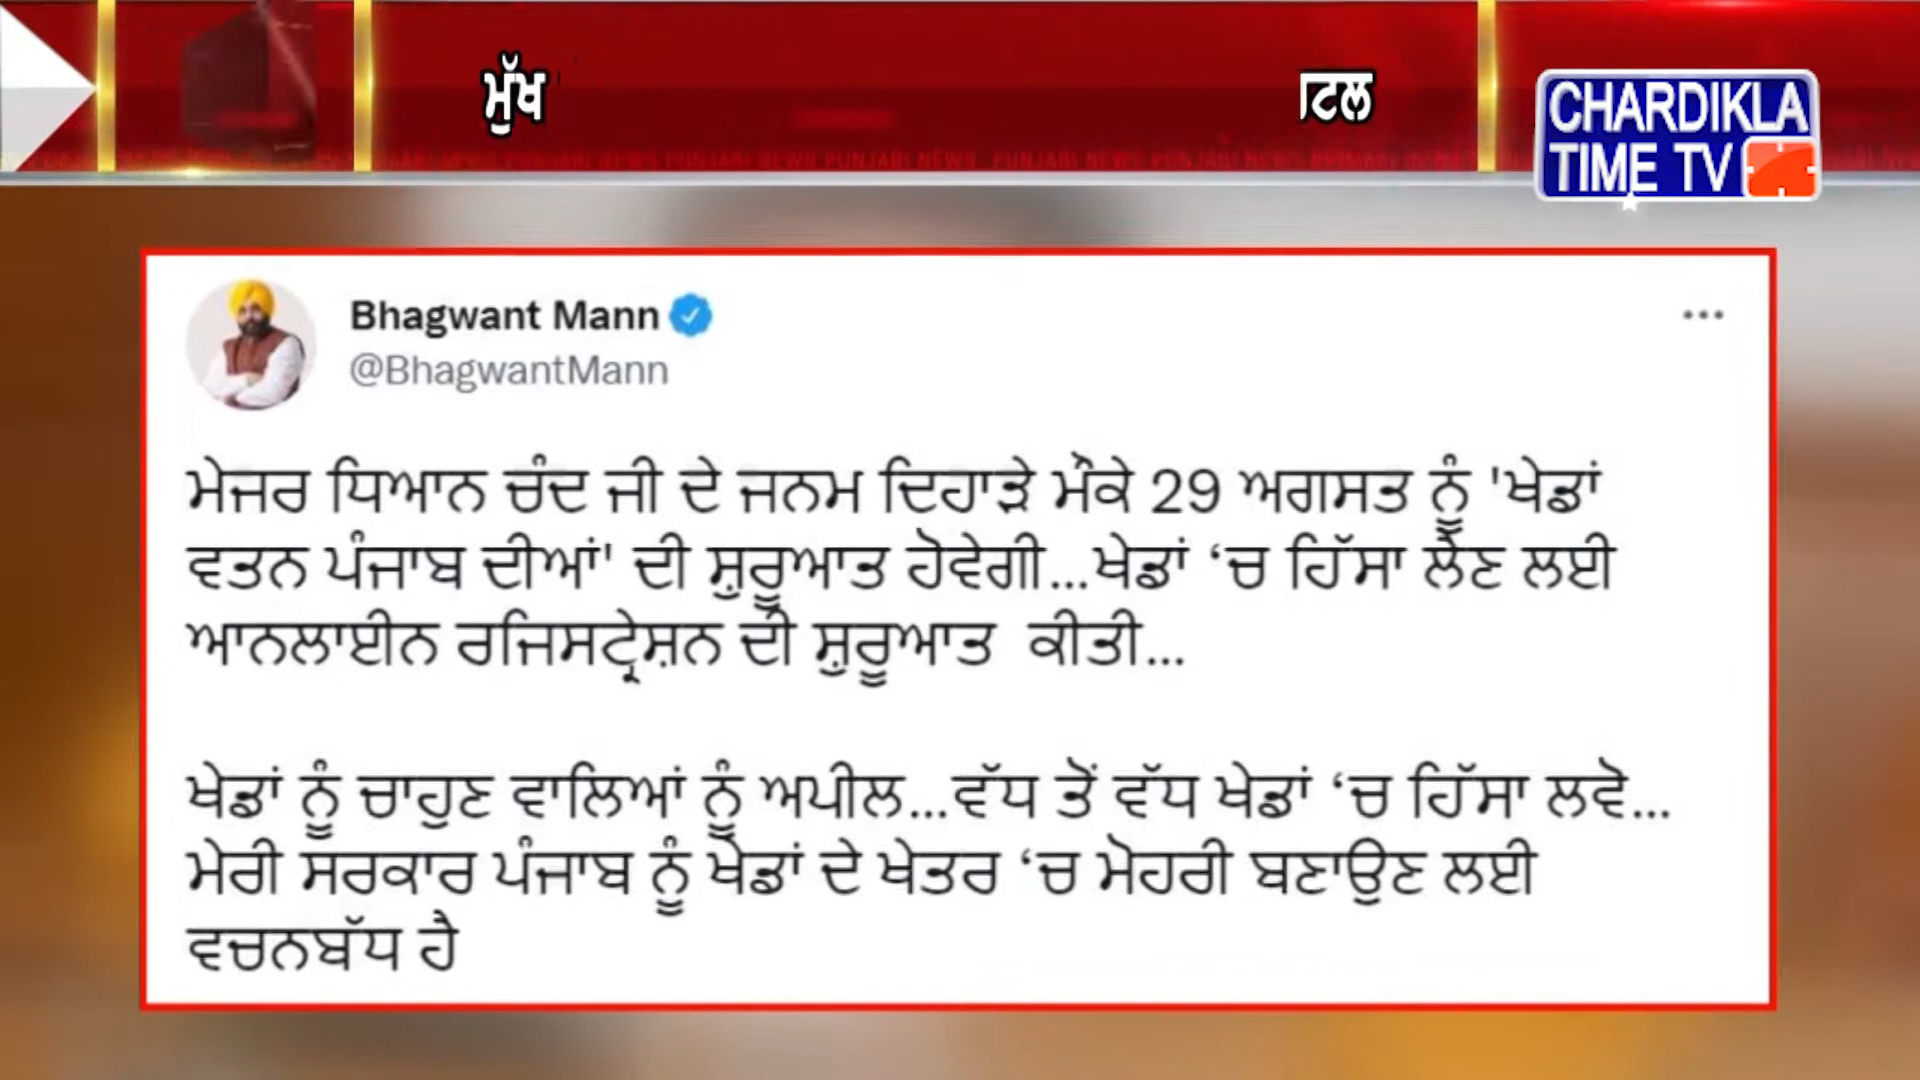 ਮੁੱਖ
ਟਿਲ
CHARDIKLA
TIME TV
Bhagwant Mann
@BhagwantMann
ਮੇਜਰ ਧਿਆਨ ਚੰਦ ਜੀ ਦੇ ਜਨਮ ਦਿਹਾੜੇ ਮੌਕੇ 29 ਅਗਸਤ ਨੂੰ 'ਖੇਡਾਂ
ਵਤਨ ਪੰਜਾਬ ਦੀਆਂ' ਦੀ ਸ਼ੁਰੂਆਤ ਹੋਵੇਗੀ...ਖੇਡਾਂ ‘ਚ ਹਿੱਸਾ ਲੈਣ ਲਈ
ਆਨਲਾਈਨ ਰਜਿਸਟ੍ਰੇਸ਼ਨ ਦੀ ਸ਼ੁਰੂਆਤ ਕੀਤੀ...
ਖੇਡਾਂ ਨੂੰ ਚਾਹੁਣ ਵਾਲਿਆਂ ਨੂੰ ਅਪੀਲ...ਵੱਧ ਤੋਂ ਵੱਧ ਖੇਡਾਂ ‘ਚ ਹਿੱਸਾ ਲਵੋ...
ਮੇਰੀ ਸਰਕਾਰ ਪੰਜਾਬ ਨੂੰ ਖੇਡਾਂ ਦੇ ਖੇਤਰ ‘ਚ ਮੋਹਰੀ ਬਣਾਉਣ ਲਈ
ਵਚਨਬੱਧ ਹੈ